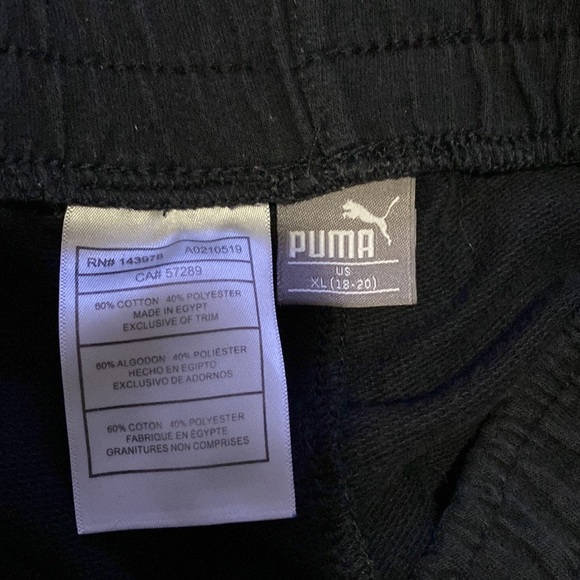 RN# 143978 A0210519
CA# 57289
60% COTTON 40% POLYESTER
MADE IN EGYPT
EXCLUSIVE OF TRIM
60% ALGODON 40% POLIÉSTER
HECHO EN EGIPTO
EXCLUSIVO DE ADORNOS
60% COTON 40% POLYESTER
FABRIQUE EN ÉGYPTE
GRANITURES NON COMPRISES
PUMA
US
XL (18-20)